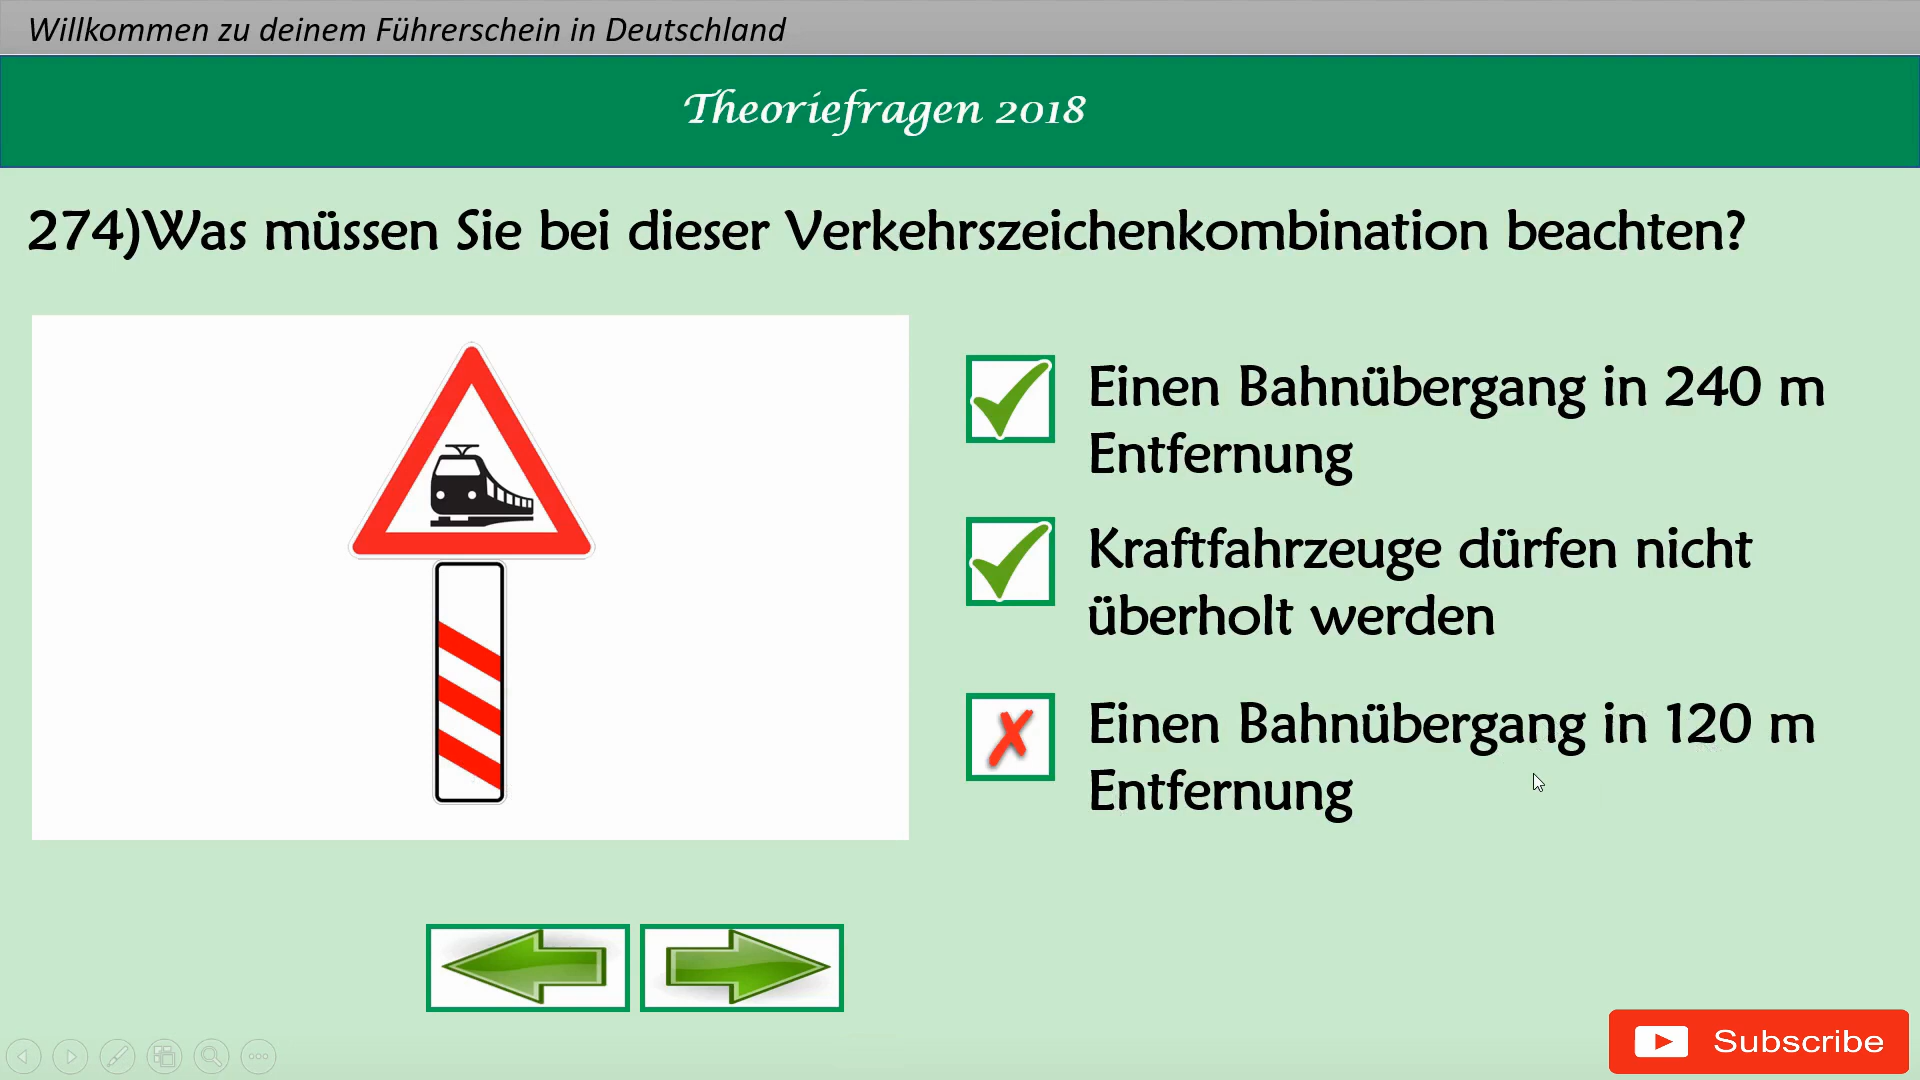 Willkommen zu deinem Führerschein in Deutschland
Theoriefragen 2018
274)Was müssen Sie bei dieser Verkehrszeichenkombination beachten?
Einen Bahnübergang in 240 m
Entfernung
Kraftfahrzeuge dürfen nicht
überholt werden
Einen Bahnübergang in 120 m
Entfernung
Subscribe